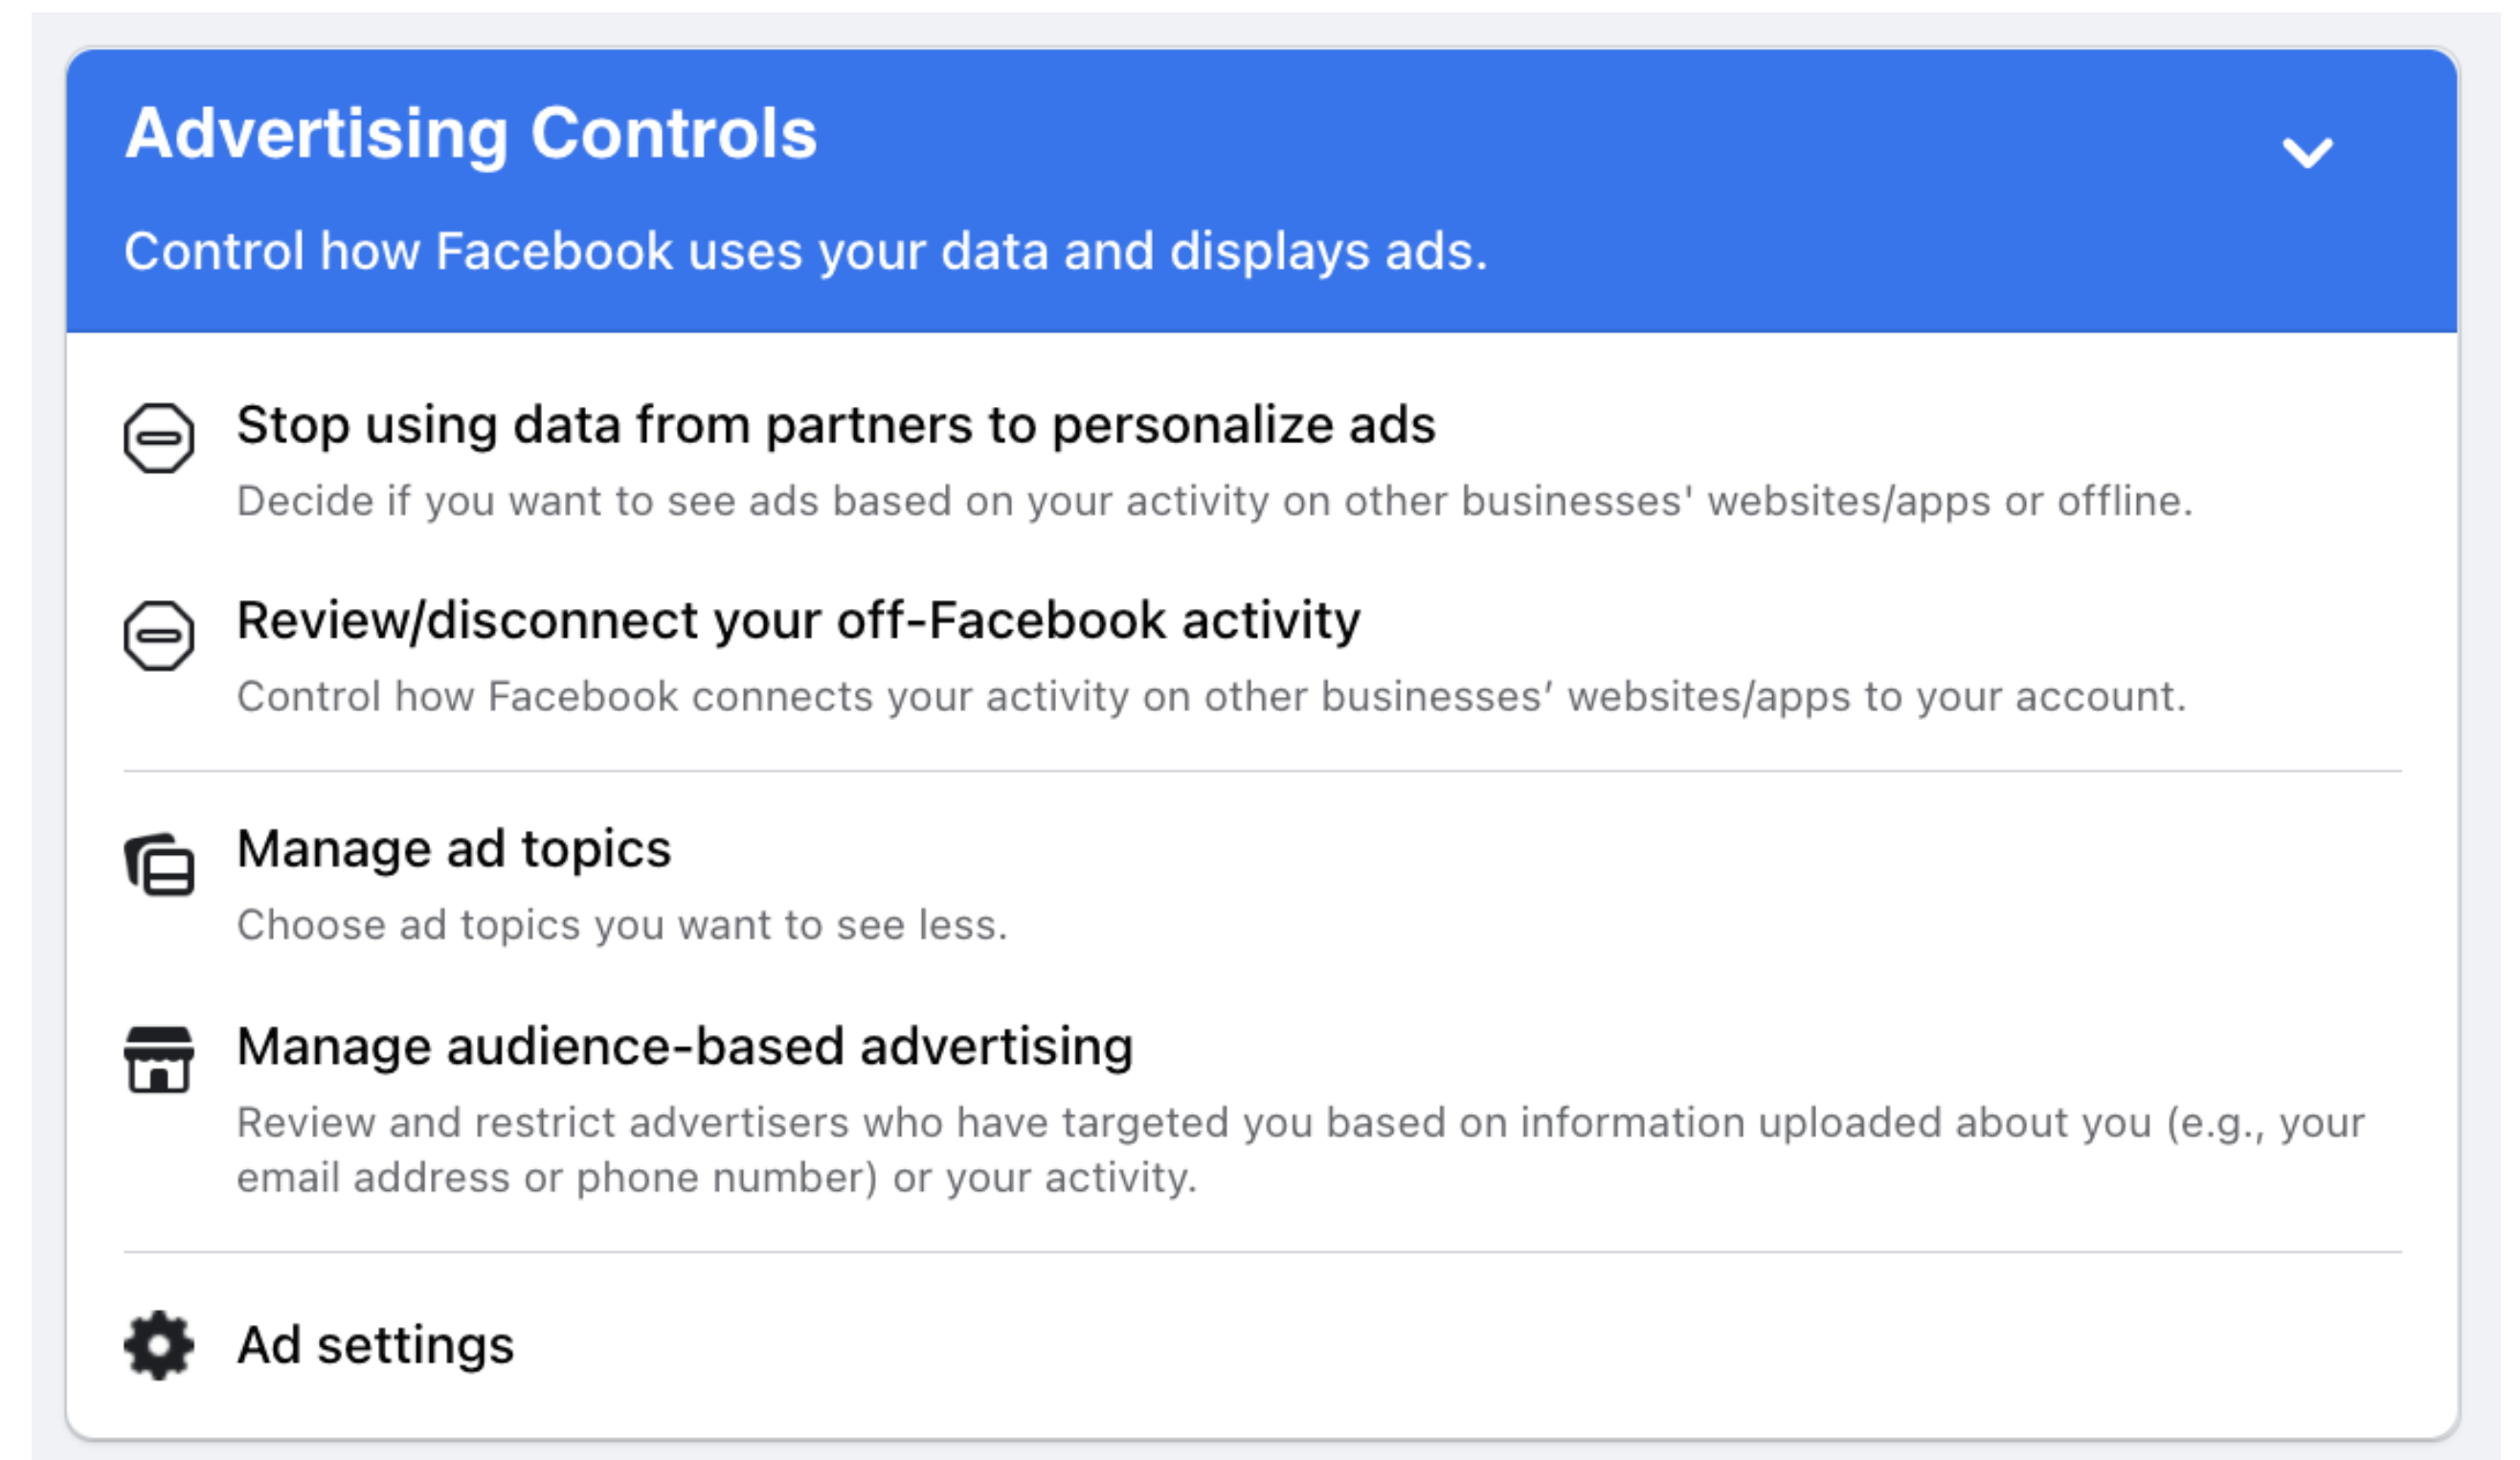 Advertising Controls
Control how Facebook uses your data and displays ads.
Stop using data from partners to personalize ads
Decide if you want to see ads based on your activity on other businesses' websites/apps or offline.
Review/disconnect your off-Facebook activity
Control how Facebook connects your activity on other businesses’ websites/apps to your account.
Manage ad topics
Choose ad topics you want to see less.
Manage audience-based advertising
Review and restrict advertisers who have targeted you based on information uploaded about you (e.g., your
email address or phone number) or your activity.
Ad settings